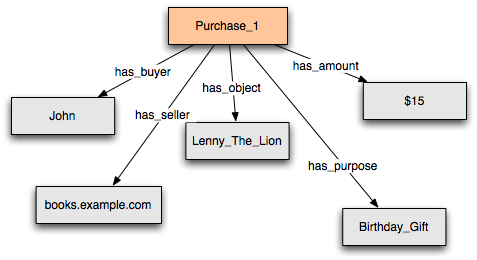 Purchase_1
has_buyer
has_amount
has_object
has_seller
John
$15
Lenny_The_Lion
has_purpose
books.example.com
Birthday_Gift